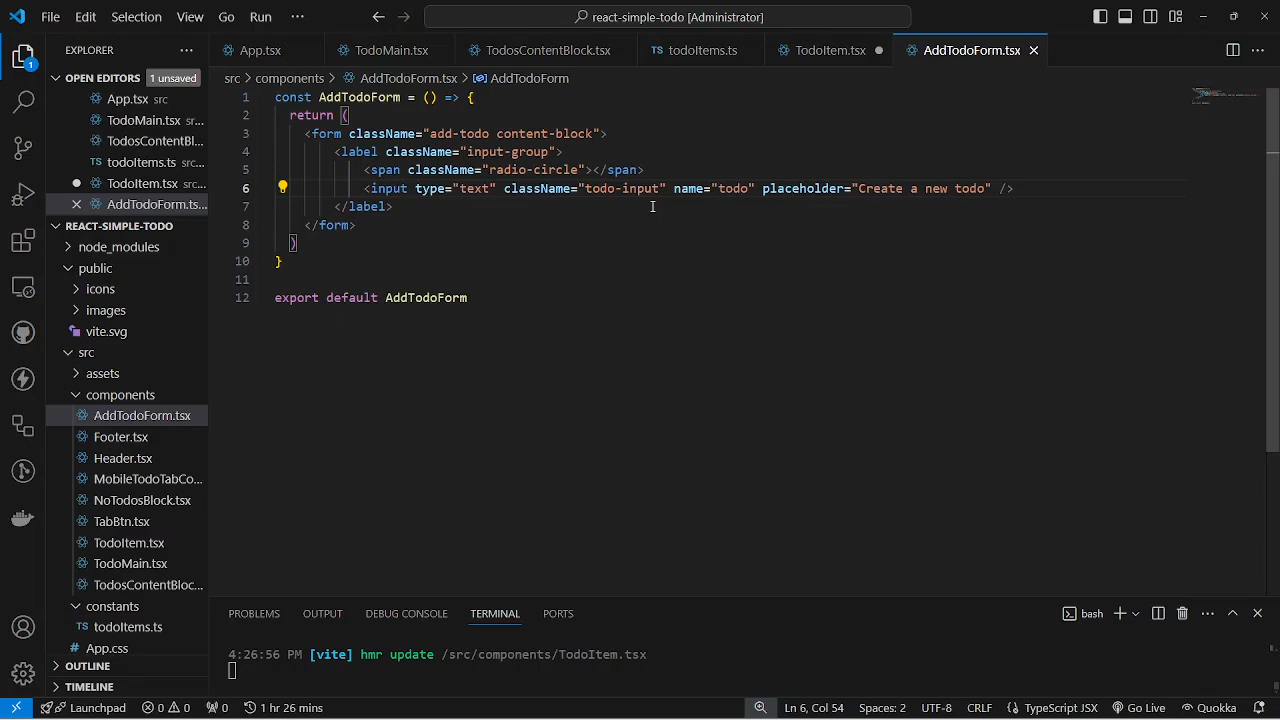 File Edit Selection View Go Run ··· react-simple-todo [Administrator]
EXPLORER ···
App.tsx TodoMain.tsx TodosContentBlock.tsx TS todoItems.ts TodoItem.tsx AddTodoForm.tsx
OPEN EDITORS 1 unsaved
App.tsx src
TodoMain.tsx sr...
TodosContentBl...
TS todoItems.ts ...
TodoItem.tsx sr...
AddTodoForm.ts...
REACT-SIMPLE-TODO
node_modules
public
icons
images
vite.svg
src
assets
components
AddTodoForm.tsx
Footer.tsx
Header.tsx
MobileTodoTabCo...
NoTodosBlock.tsx
TabBtn.tsx
TodoItem.tsx
TodoMain.tsx
TodosContentBloc...
constants
TS todoItems.ts
# App.css
OUTLINE
TIMELINE
1
src > components > AddTodoForm.tsx > AddTodoForm
1 const AddTodoForm = () => {
2 return (
3 <form className="add-todo content-block">
4 <label className="input-group">
5 <span className="radio-circle"></span>
6 <input type="text" className="todo-input" name="todo" placeholder="Create a new todo" />
7 </label>
8 </form>
9 )
10 }
11
12 export default AddTodoForm
PROBLEMS OUTPUT DEBUG CONSOLE TERMINAL PORTS bash
4:26:56 PM [vite] hmr update /src/components/TodoItem.tsx
Launchpad 0 0 0 1 hr 26 mins Ln 6, Col 54 Spaces: 2 UTF-8 CRLF TypeScript JSX Go Live Quokka